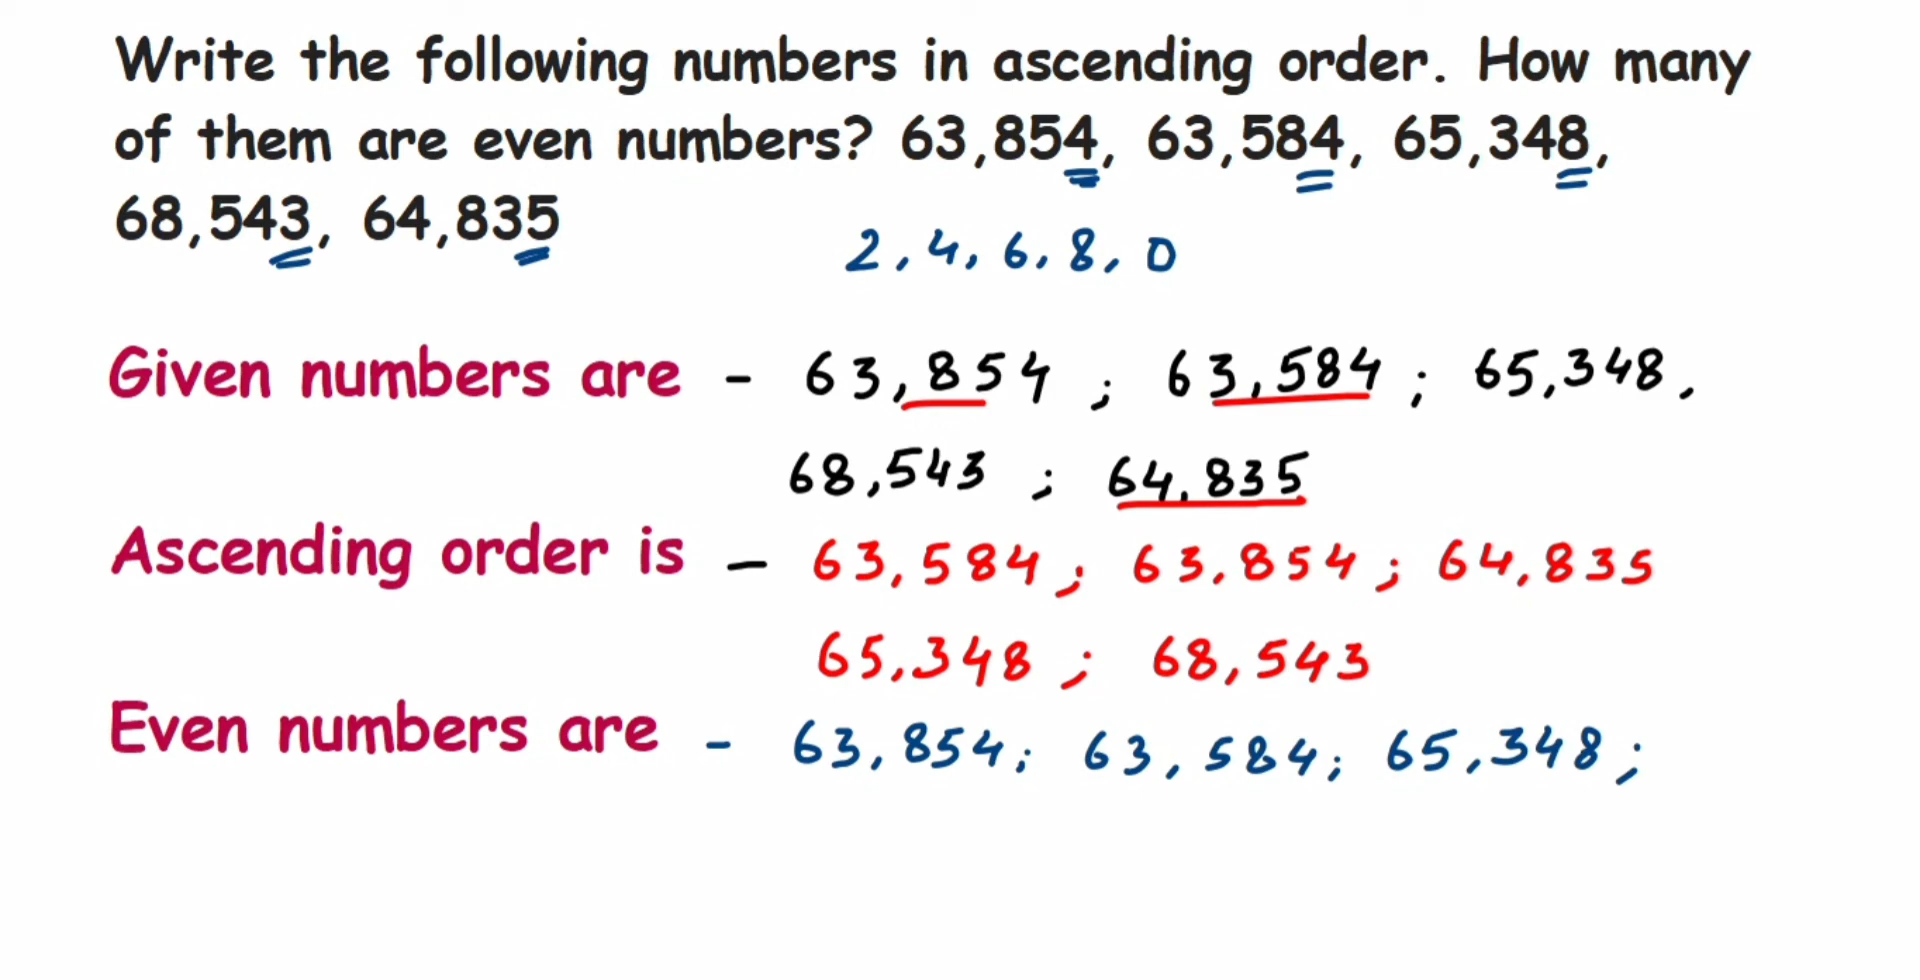 Write the following numbers in ascending order. How many
of them are even numbers? 63,854, 63,584, 65,348,
68,543, 64,835
2, 4, 6, 8, 0
Given numbers are - 63,854 ; 63,584 ; 65,348.
68,543 ; 64.835
Ascending order is - 63,584 ; 63.854 ; 64,835
65,348 ; 68,543
Even numbers are - 63,854; 63,584; 65,348;